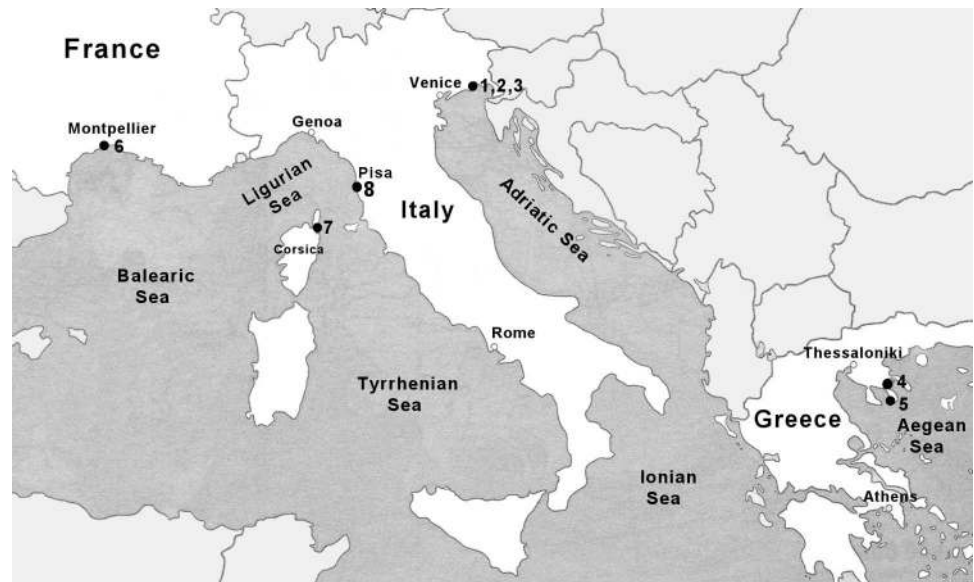 France
Venice
1,2,3
Montpellier
6
Genoa
Ligurian
Sea
Pisa
8
Italy
Adriatic Sea
7
Corsica
Balearic
Sea
Rome
Thessaloniki
4
5
Tyrrhenian
Sea
Greece
Aegean
Sea
Ionian
Sea
Athens